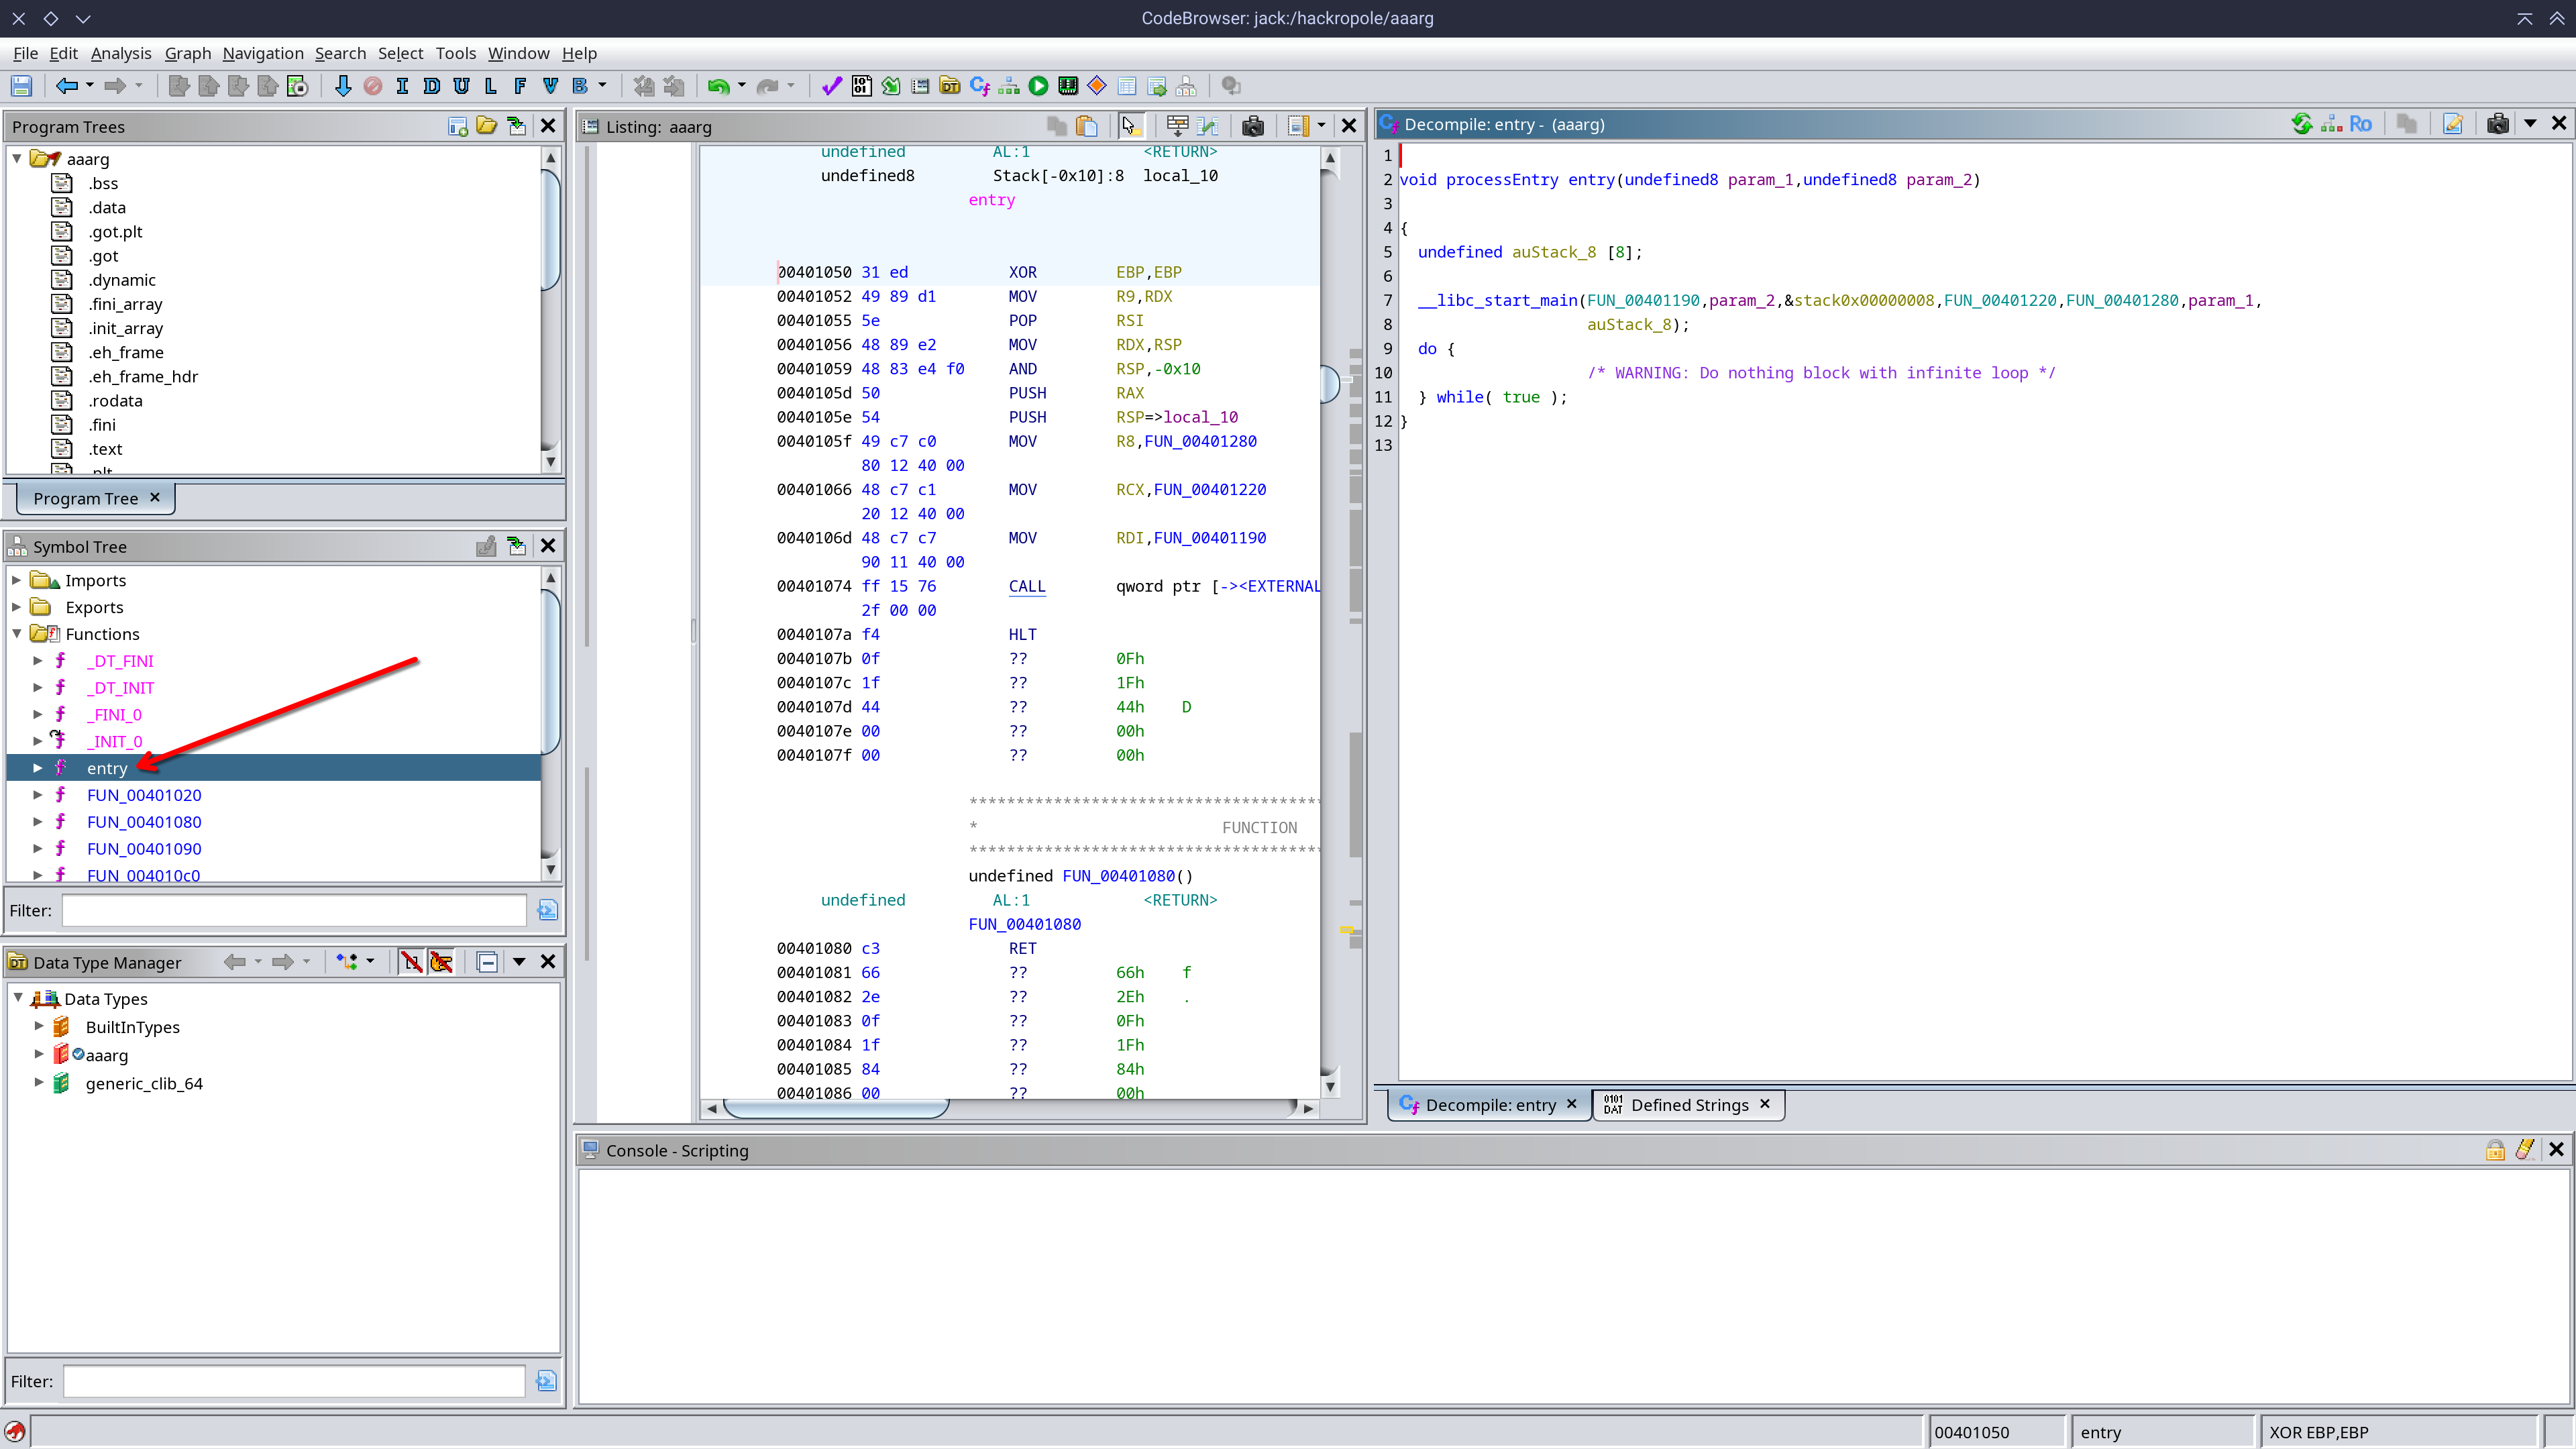 CodeBrowser: jack:/hackropole/aaarg
File Edit Analysis Graph Navigation Search Select Tools Window Help
I D U L F V B
Program Trees
aaarg
.bss
.data
.got.plt
.got
.dynamic
.fini_array
.init_array
.eh_frame
.eh_frame_hdr
.rodata
.fini
.text
.plt
Program Tree
Symbol Tree
Imports
Exports
Functions
_DT_FINI
_DT_INIT
_FINI_0
_INIT_0
entry
FUN_00401020
FUN_00401080
FUN_00401090
FUN_004010c0
Filter:
Data Type Manager
Data Types
BuiltInTypes
aaarg
generic_clib_64
Filter:
Listing: aaarg
undefined AL:1 <RETURN>
undefined8 Stack[-0x10]:8 local_10
entry
00401050 31 ed XOR EBP,EBP
00401052 49 89 d1 MOV R9,RDX
00401055 5e POP RSI
00401056 48 89 e2 MOV RDX,RSP
00401059 48 83 e4 f0 AND RSP,-0x10
0040105d 50 PUSH RAX
0040105e 54 PUSH RSP=>local_10
0040105f 49 c7 c0 MOV R8,FUN_00401280
80 12 40 00
00401066 48 c7 c1 MOV RCX,FUN_00401220
20 12 40 00
0040106d 48 c7 c7 MOV RDI,FUN_00401190
90 11 40 00
00401074 ff 15 76 CALL qword ptr [-><EXTERNAL
2f 00 00
0040107a f4 HLT
0040107b 0f ?? 0Fh
0040107c 1f ?? 1Fh
0040107d 44 ?? 44h D
0040107e 00 ?? 00h
0040107f 00 ?? 00h
**************************************
* FUNCTION
**************************************
undefined FUN_00401080()
undefined AL:1 <RETURN>
FUN_00401080
00401080 c3 RET
00401081 66 ?? 66h f
00401082 2e ?? 2Eh .
00401083 0f ?? 0Fh
00401084 1f ?? 1Fh
00401085 84 ?? 84h
00401086 00 ?? 00h
Decompile: entry - (aaarg)
Ro
1
2 void processEntry entry(undefined8 param_1,undefined8 param_2)
3
4 {
5 undefined auStack_8 [8];
6
7 __libc_start_main(FUN_00401190,param_2,&stack0x00000008,FUN_00401220,FUN_00401280,param_1,
8 auStack_8);
9 do {
10 /* WARNING: Do nothing block with infinite loop */
11 } while( true );
12 }
13
Decompile: entry
Defined Strings
Console - Scripting
00401050 entry XOR EBP,EBP